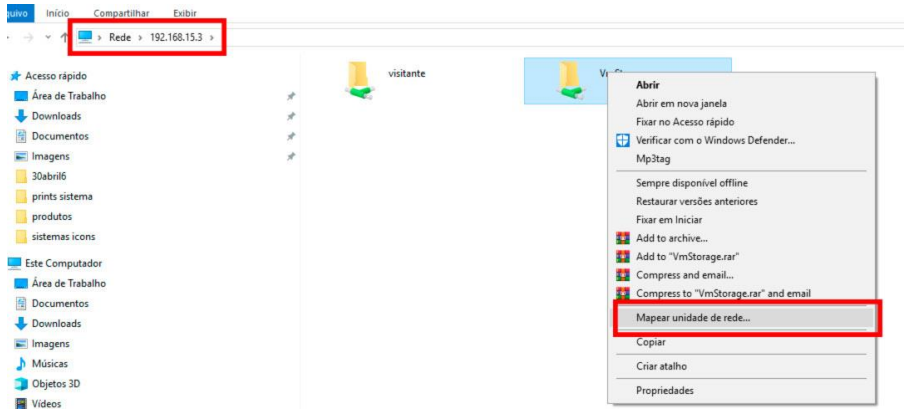 quivo Início Compartilhar Exibir
Rede > 192.168.15.3 >
Acesso rápido
Área de Trabalho
Downloads
Documentos
Imagens
30abril6
prints sistema
produtos
sistemas icons
Este Computador
Área de Trabalho
Documentos
Downloads
Imagens
Músicas
Objetos 3D
Vídeos
visitante
Abrir
Abrir em nova janela
Fixar no Acesso rápido
Verificar com o Windows Defender...
Mp3tag
Sempre disponível offline
Restaurar versões anteriores
Fixar em Iniciar
Add to archive...
Add to "VmStorage.rar"
Compress and email...
Compress to "VmStorage.rar" and email
Mapear unidade de rede...
Copiar
Criar atalho
Propriedades